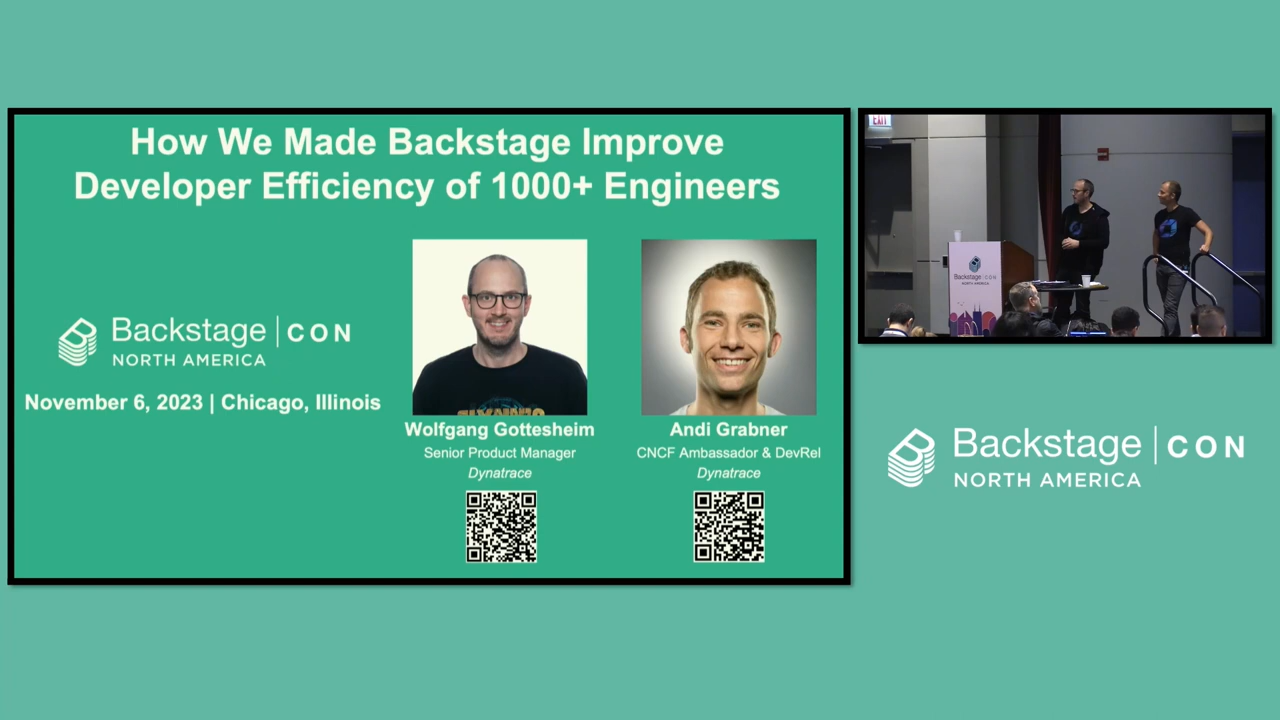 How We Made Backstage Improve
Developer Efficiency of 1000+ Engineers
Backstage | CON
NORTH AMERICA
November 6, 2023 | Chicago, Illinois
Wolfgang Gottesheim
Senior Product Manager
Dynatrace
Andi Grabner
CNCF Ambassador & DevRel
Dynatrace
EXIT
Backstage | CON
NORTH AMERICA
Backstage | CON
NORTH AMERICA